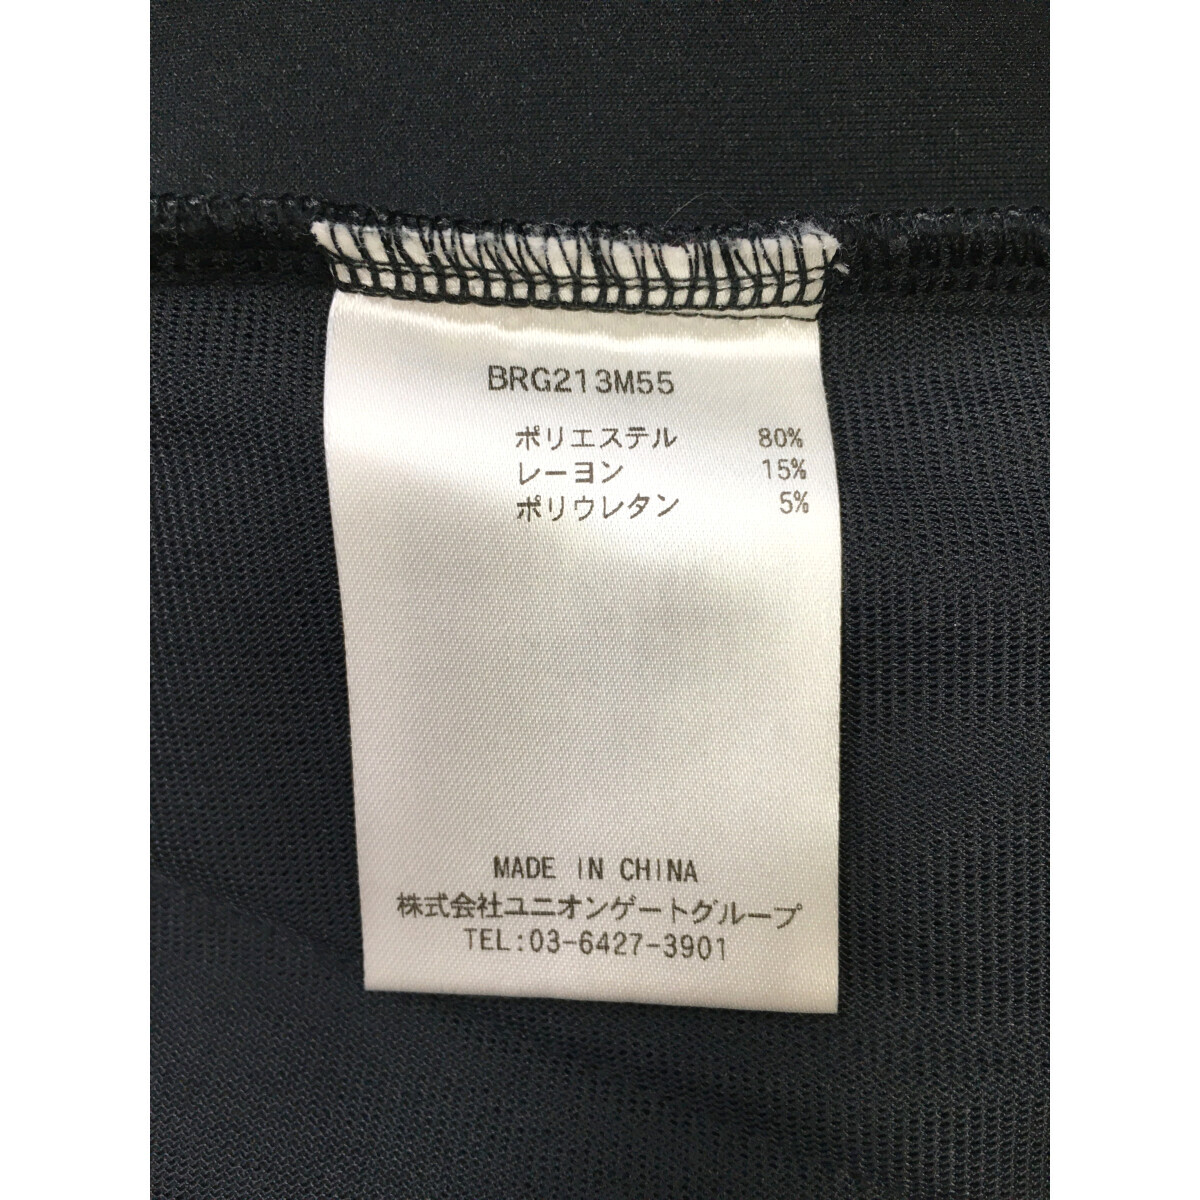 BRG213M55
ポリエステル 80%
レーヨン 15%
ポリウレタン 5%
MADE IN CHINA
株式会社ユニオンゲートグループ
TEL:03-6427-3901